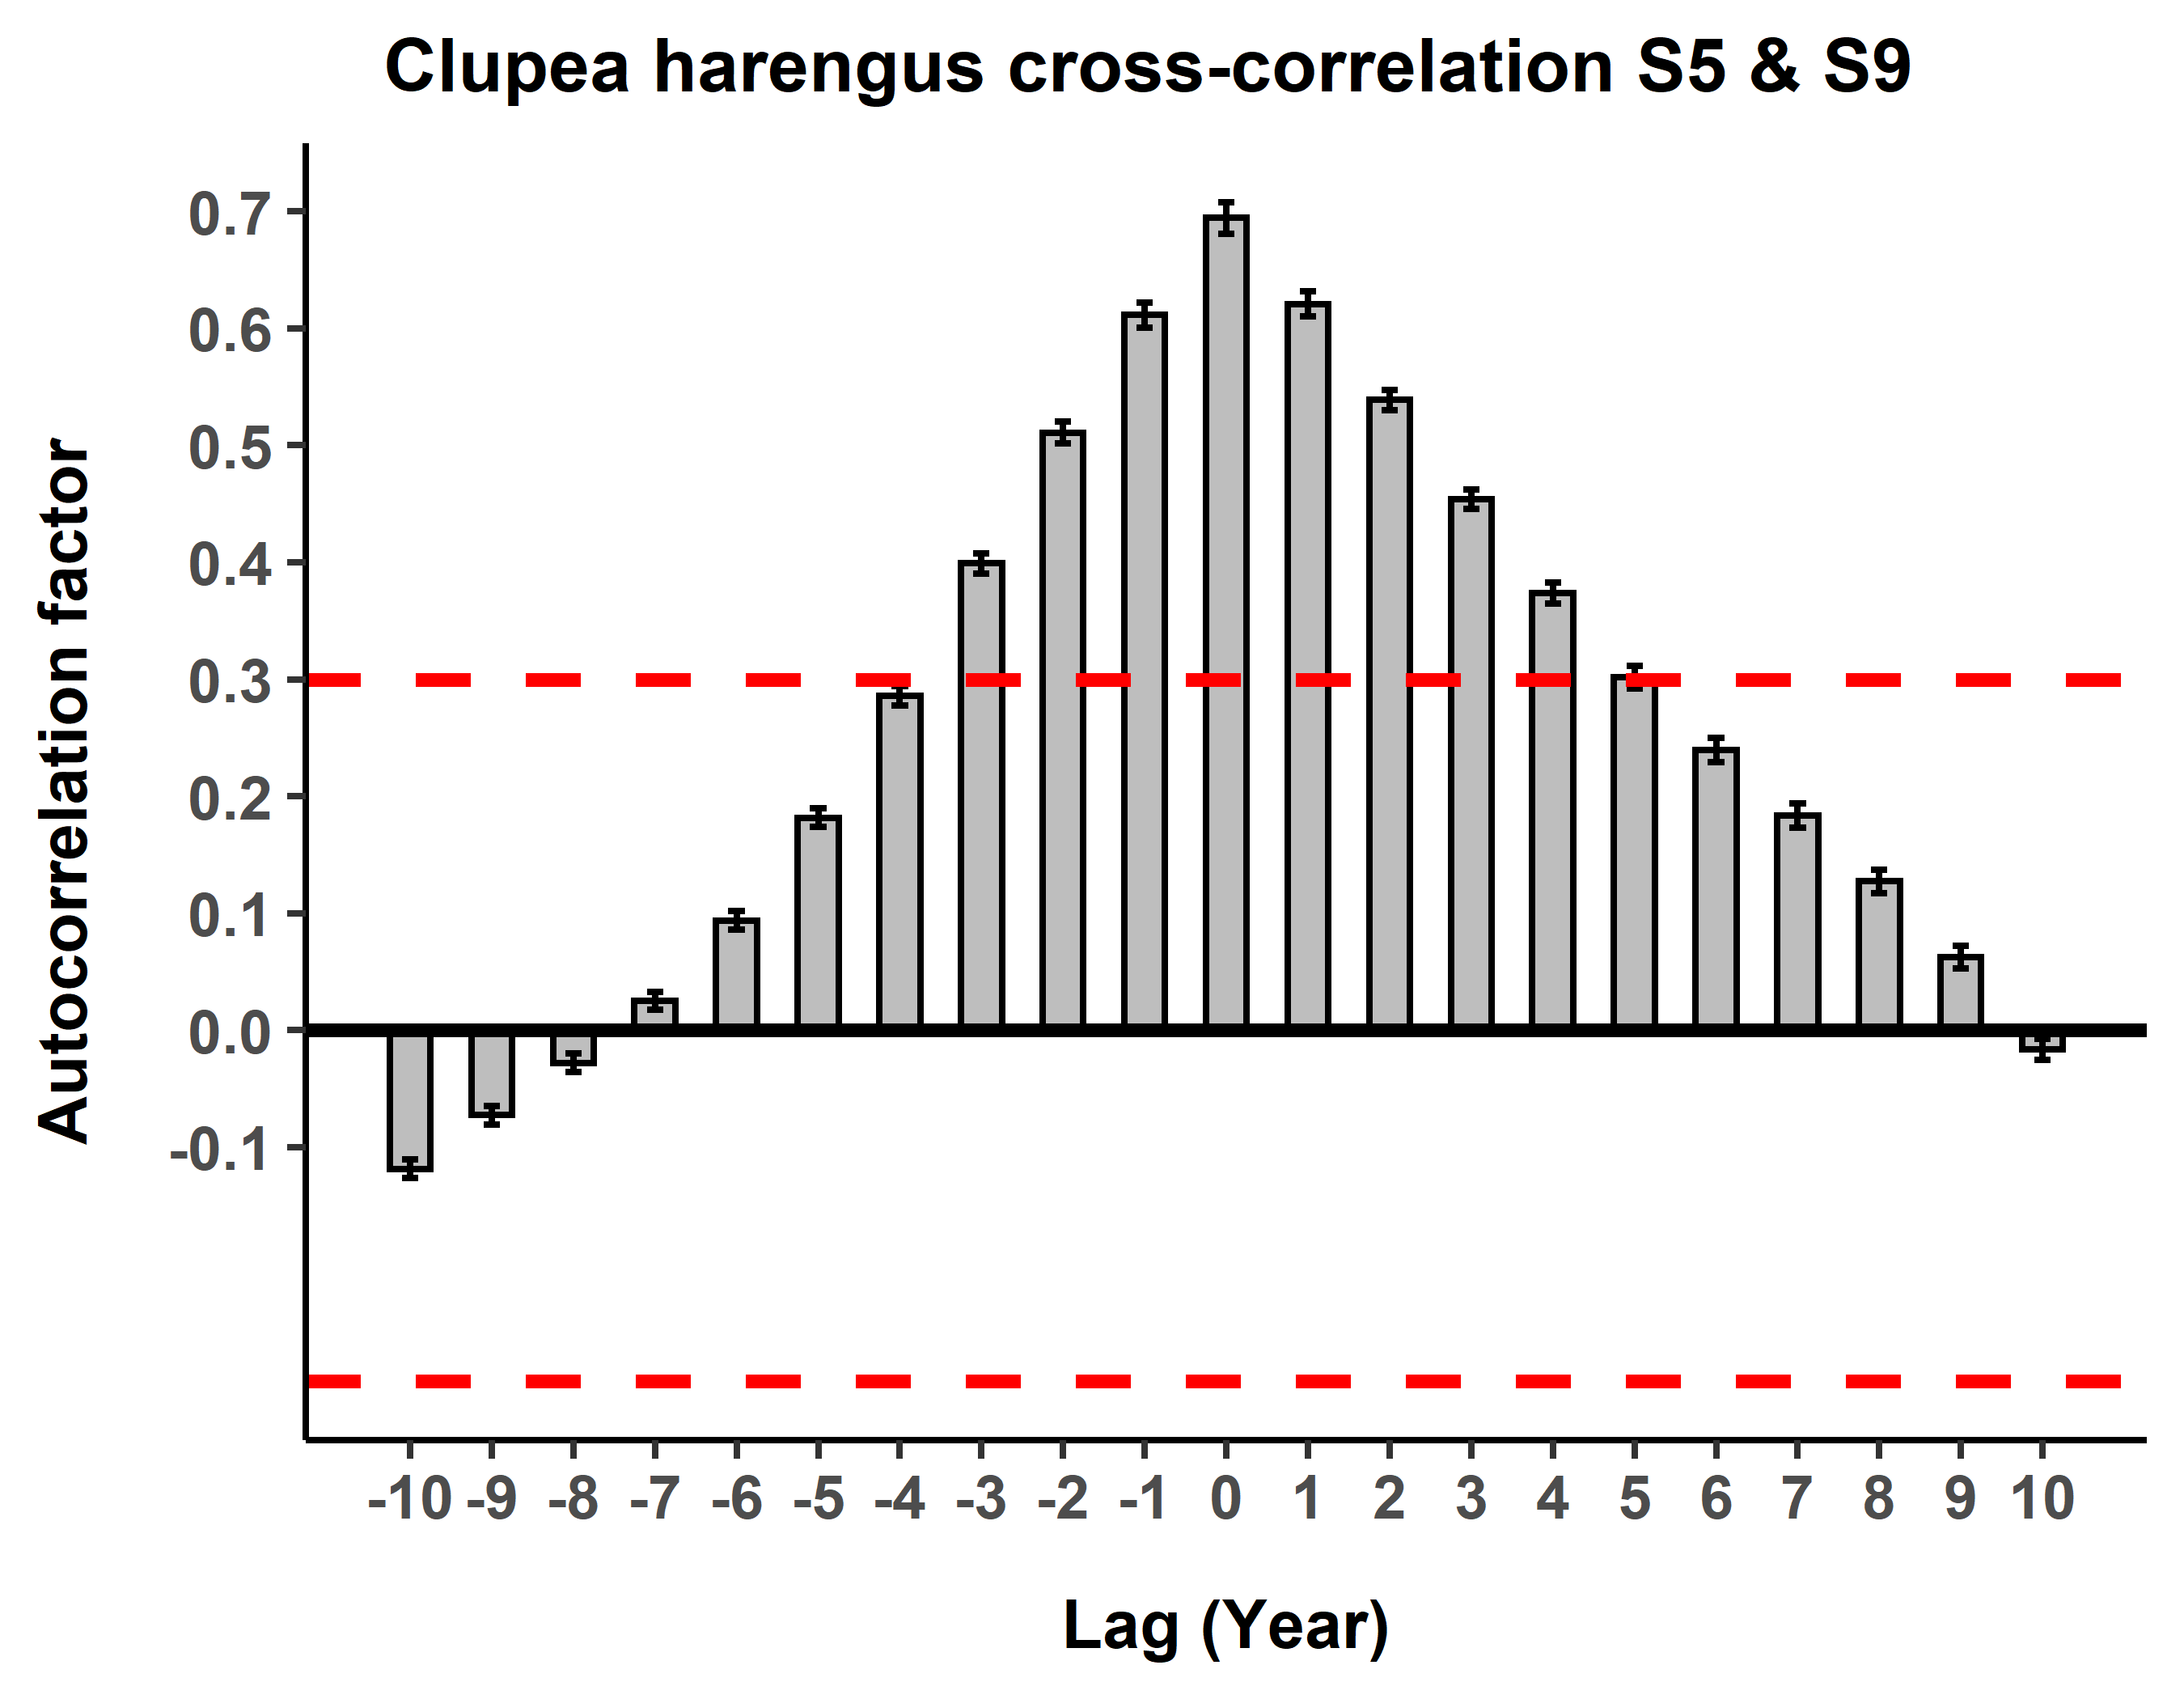 Clupea harengus cross-correlation S5 & S9
Autocorrelation factor
0.7
0.6
0.5
0.4
0.3
0.2
0.1
0.0
-0.1
-10 -9 -8 -7 -6 -5 -4 -3 -2 -1 0 1 2 3 4 5 6 7 8 9 10
Lag (Year)